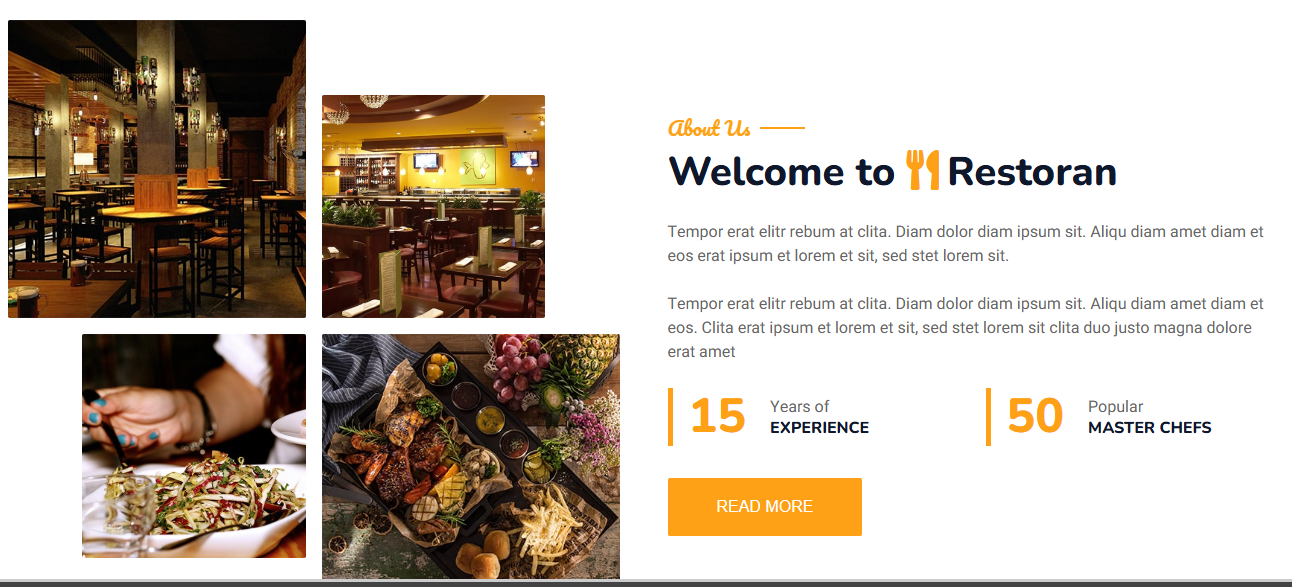 About Us
Welcome to Restoran
Tempor erat elitr rebum at clita. Diam dolor diam ipsum sit. Aliqu diam amet diam et
eos erat ipsum et lorem et sit, sed stet lorem sit.
Tempor erat elitr rebum at clita. Diam dolor diam ipsum sit. Aliqu diam amet diam et
eos. Clita erat ipsum et lorem et sit, sed stet lorem sit clita duo justo magna dolore
erat amet
15
Years of
EXPERIENCE
50
Popular
MASTER CHEFS
READ MORE